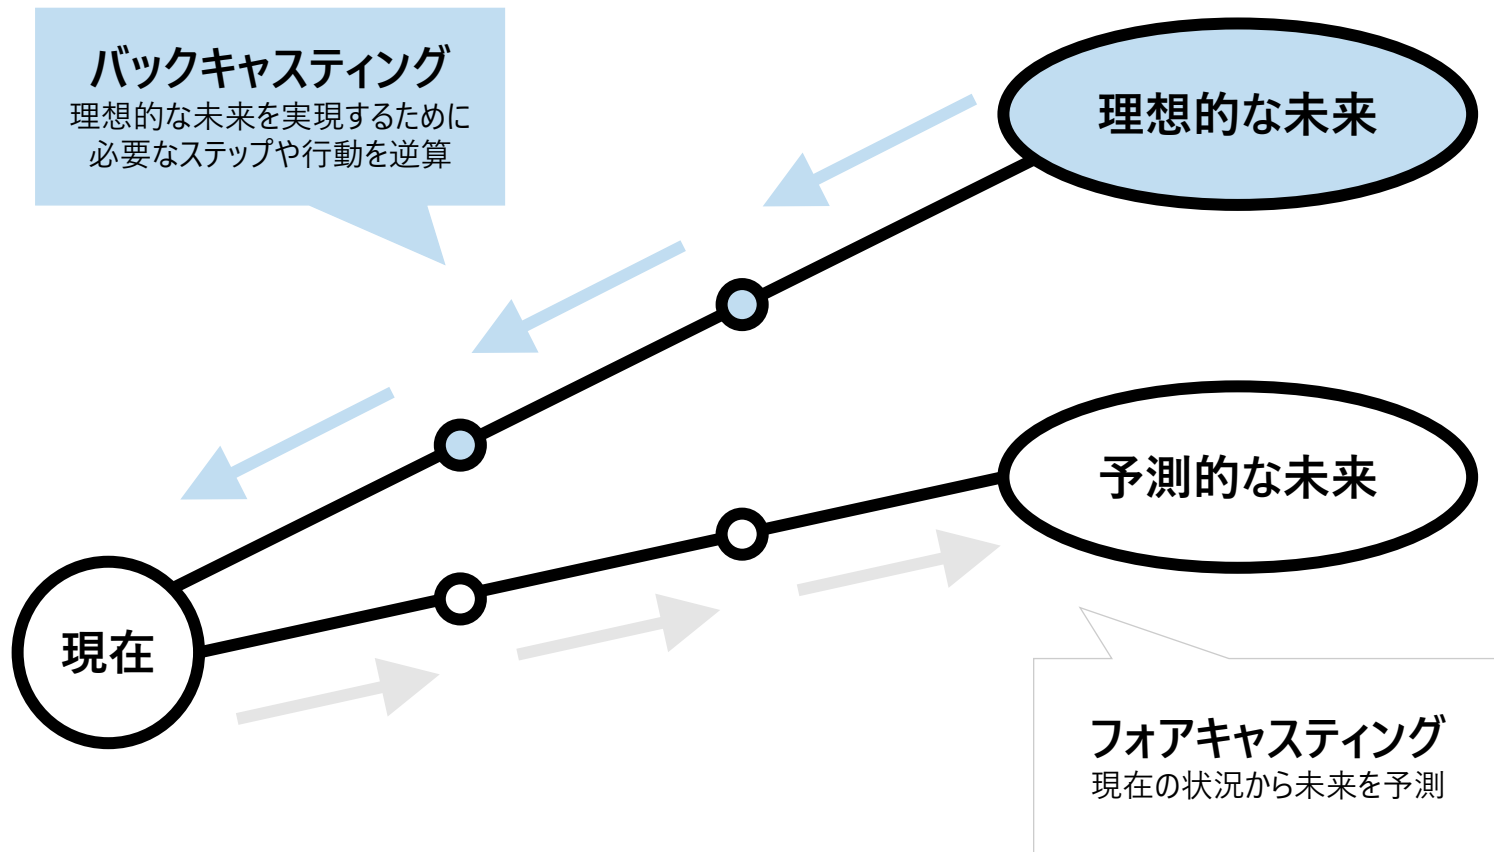 バックキャスティング
理想的な未来を実現するために
必要なステップや行動を逆算
理想的な未来
予測的な未来
現在
フォアキャスティング
現在の状況から未来を予測